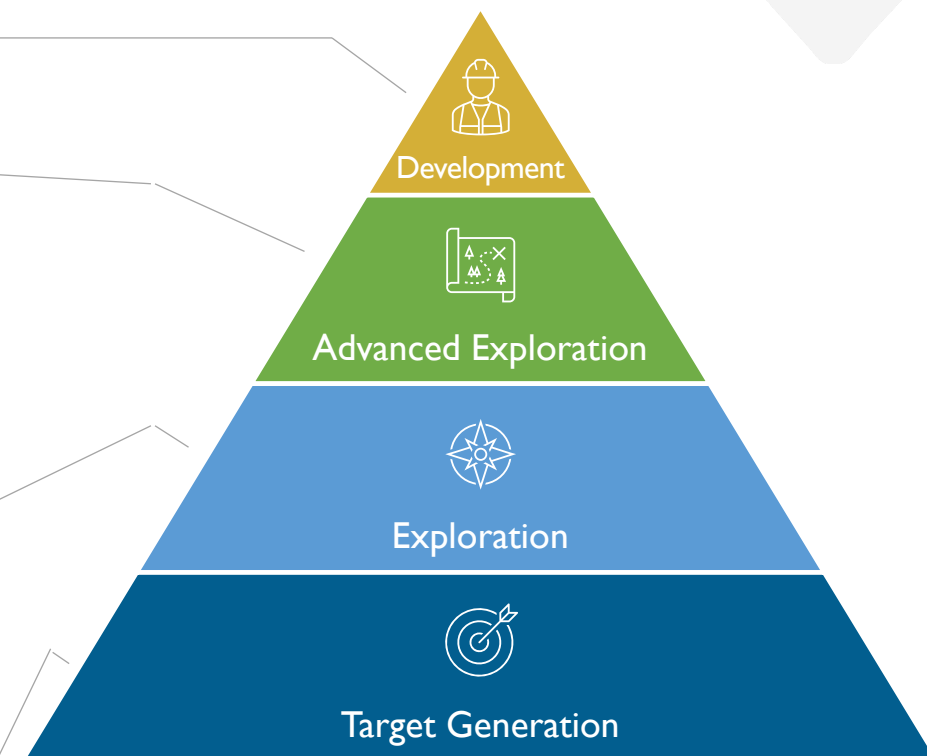 Development
Advanced Exploration
Exploration
Target Generation